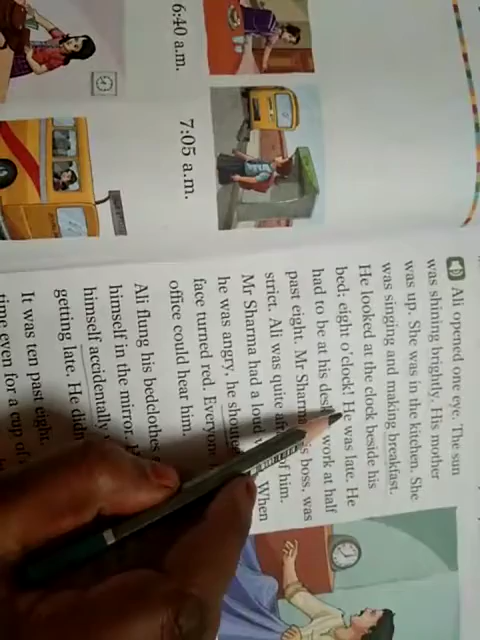 6:40 a.m.
7:05 a.m.
Ali opened one eye. The sun
was shining brightly. His mother
was up. She was in the kitchen. She
was singing and making breakfast.
He looked at the clock beside his
bed; eight o'clock! He was late. He
had to be at his desk work at half
past eight. Mr Sharma his boss, was
strict. Ali was quite of him.
Mr Sharma had a loud When
he was angry, he shouted
face turned red. Everyone
office could hear him.
Ali flung his bedclothes
himself in the mirror.
himself accidentally
getting late. He didn
It was ten past eight.
time even for a cup of